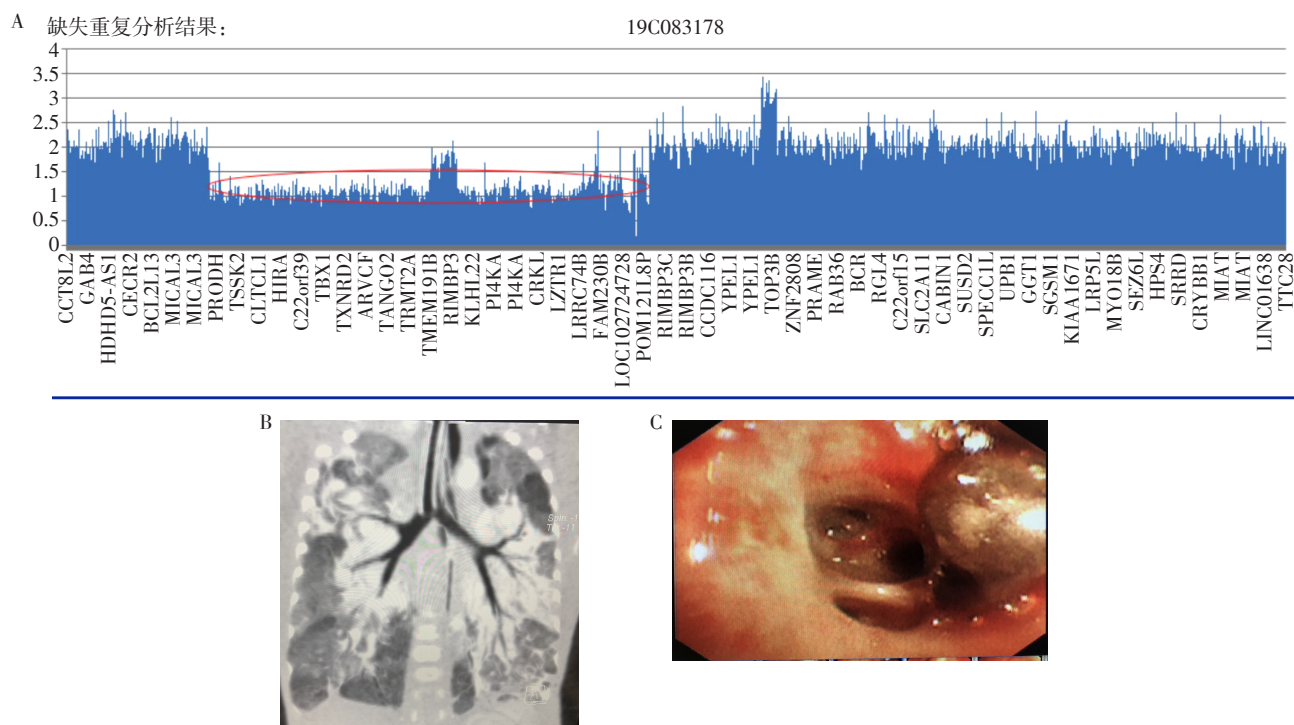 A 缺失重复分析结果： 19C083178
4
3.5
3
2.5
2
1.5
1
0.5
0
CCT8L2
GAB4
HDHD5-AS1
CECR2
BCL2L13
MICAL3
MICAL3
PRODH
TSSK2
CLTCL1
HIRA
C22orf39
TBX1
TXNRD2
ARVCF
TANGO2
TRMT2A
TMEM191B
RIMBP3
KLHL22
PI4KA
PI4KA
CRKL
LZTR1
LRRC74B
FAM230B
LOC102724728
POM121L8P
RIMBP3C
RIMBP3B
CCDC116
YPEL1
YPEL1
TOP3B
ZNF2808
PRAME
RAB36
BCR
RGL4
C22orf15
SLC2A11
CABIN1
SUSD2
SPECC1L
UPB1
GGT1
SGSM1
KIAA1671
LRP5L
MYO18B
SEZ6L
HPS4
SRRD
CRYBB1
MIAT
MIAT
LINC01638
TTC28
B
C